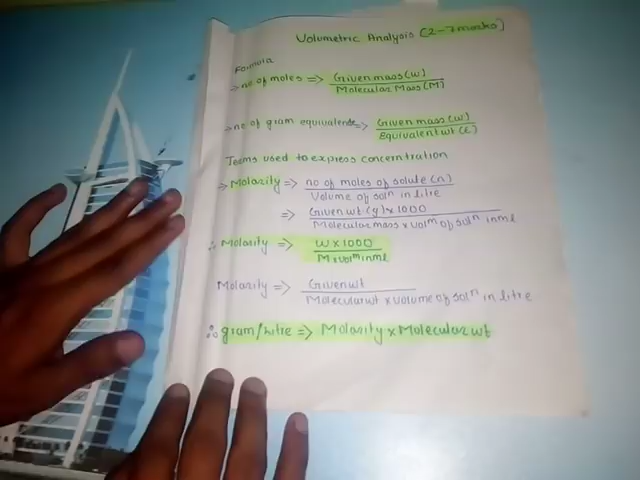 Volumetric Analysis (2-7 marks)
Formula
→ no of moles => Given mass (W)
Molecular Mass (M)
→ no of gram equivalents => Given mass (W)
Equivalent wt (E)
Teams used to express concerntration
→ Molarity => no of moles of solute (n)
Volume of solⁿ in litre
=> Given wt (g) x 1000
Molecular mass x volᵐ of solⁿ in ml
∴ Molarity => W x 1000
M x volᵐ in ml
Molarity => Given wt
Molecular wt x volume of solⁿ in litre
∴ gram/litre => Molarity x Molecular wt